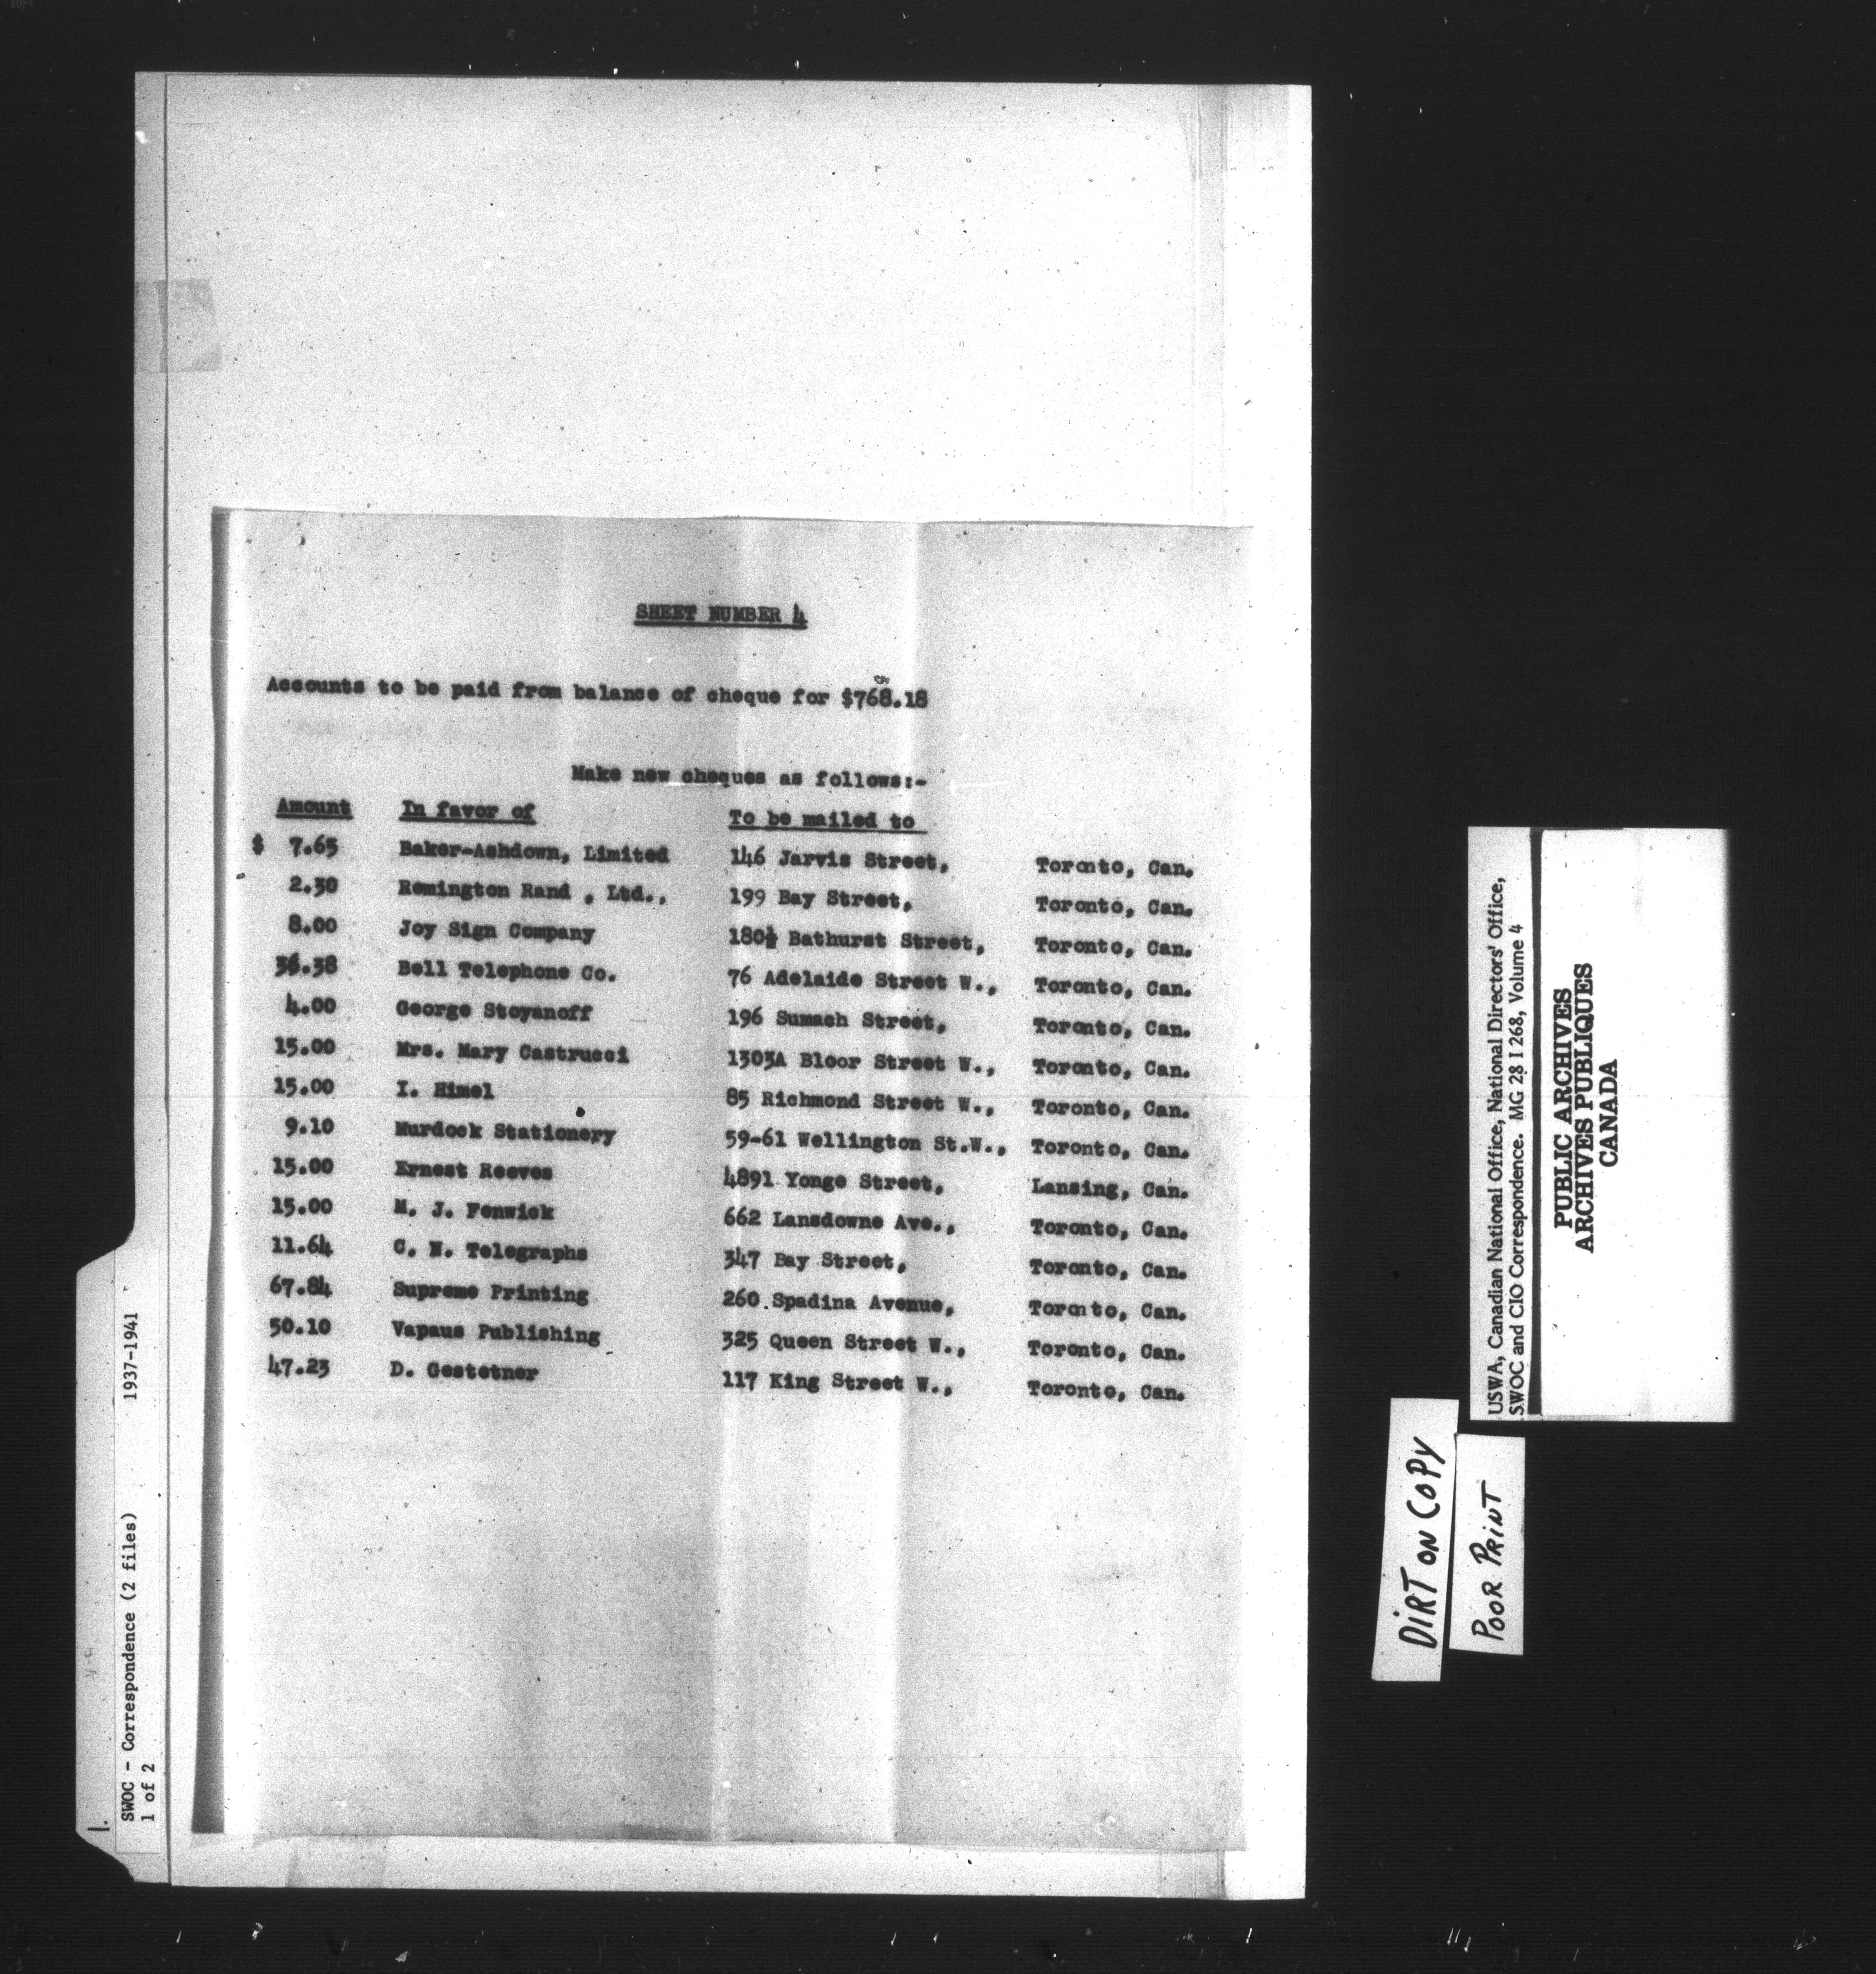 SHEET NUMBER 4
Accounts to be paid from balance of cheque for $768.18
Make new cheques as follows:-
Amount In favor of To be mailed to
$ 7.65 Baker-Ashdown, Limited 146 Jarvis Street, Toronto, Can.
2.30 Remington Rand , Ltd., 199 Bay Street, Toronto, Can.
8.00 Joy Sign Company 180½ Bathurst Street, Toronto, Can.
36.38 Bell Telephone Co. 76 Adelaide Street W., Toronto, Can.
4.00 George Stoyanoff 196 Sumach Street, Toronto, Can.
15.00 Mrs. Mary Castrucci 1303A Bloor Street W., Toronto, Can.
15.00 I. Himel 85 Richmond Street W., Toronto, Can.
9.10 Murdock Stationery 59-61 Wellington St.W., Toronto, Can.
15.00 Ernest Reeves 4891 Yonge Street, Lansing, Can.
15.00 M. J. Fenwick 662 Lansdowne Ave., Toronto, Can.
11.64 C. N. Telegraphs 347 Bay Street, Toronto, Can.
67.84 Supreme Printing 260 Spadina Avenue, Toronto, Can.
50.10 Vapaus Publishing 325 Queen Street W., Toronto, Can.
47.23 D. Gestetner 117 King Street W., Toronto, Can.
1.
SWOC - Correspondence (2 files) 1937-1941
1 of 2
USWA, Canadian National Office, National Directors' Office,
SWOC and CIO Correspondence. MG 28 I 268, Volume 4
PUBLIC ARCHIVES
ARCHIVES PUBLIQUES
CANADA
DIRT ON COPY
POOR PRINT